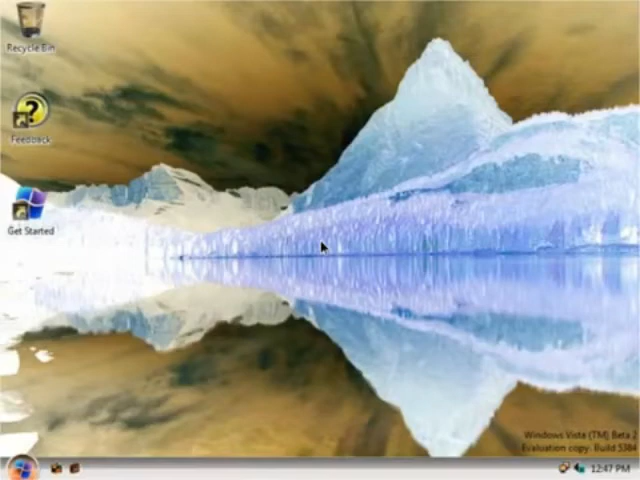 Recycle Bin
Feedback
Get Started
Windows Vista (TM) Beta 2
Evaluation copy. Build 5384
12:47 PM